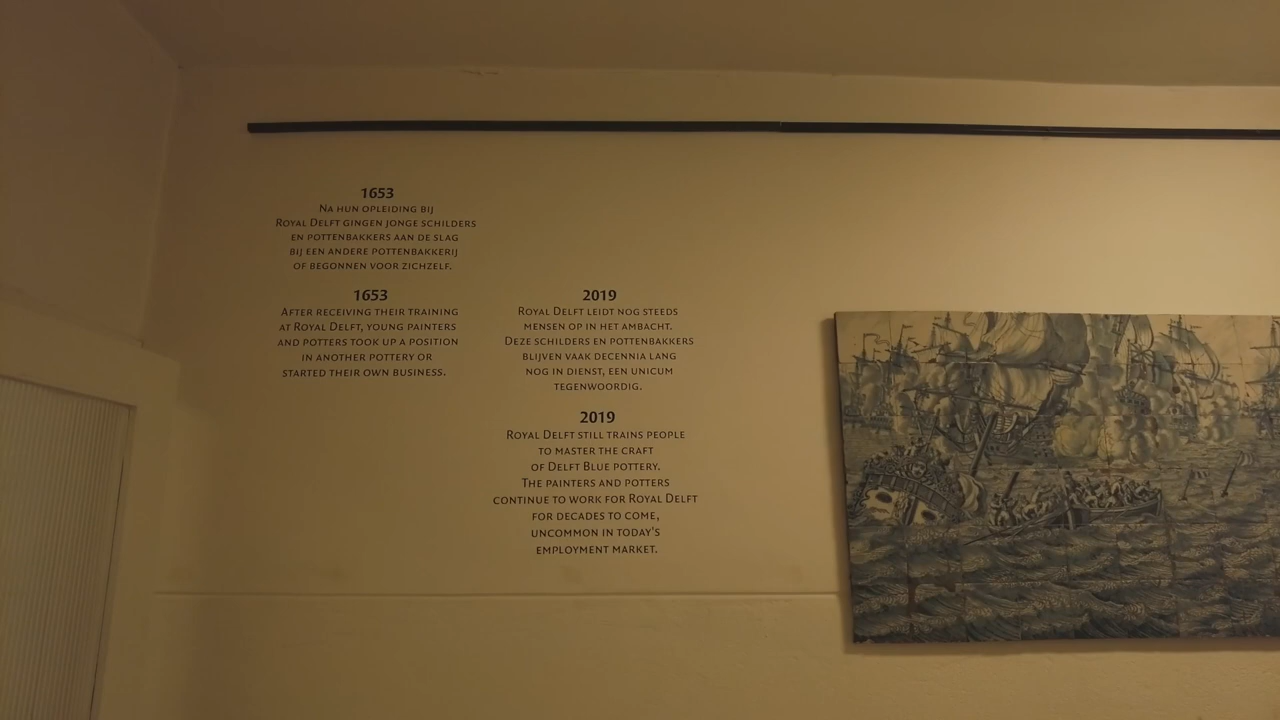 1653
Na hun opleiding bij
Royal Delft gingen jonge schilders
en pottenbakkers aan de slag
bij een andere pottenbakkerij
of begonnen voor zichzelf.
1653
After receiving their training
at Royal Delft, young painters
and potters took up a position
in another pottery or
started their own business.
2019
Royal Delft leidt nog steeds
mensen op in het ambacht.
Deze schilders en pottenbakkers
blijven vaak decennia lang
nog in dienst, een unicum
tegenwoordig.
2019
Royal Delft still trains people
to master the craft
of Delft Blue pottery.
The painters and potters
continue to work for Royal Delft
for decades to come,
uncommon in today's
employment market.